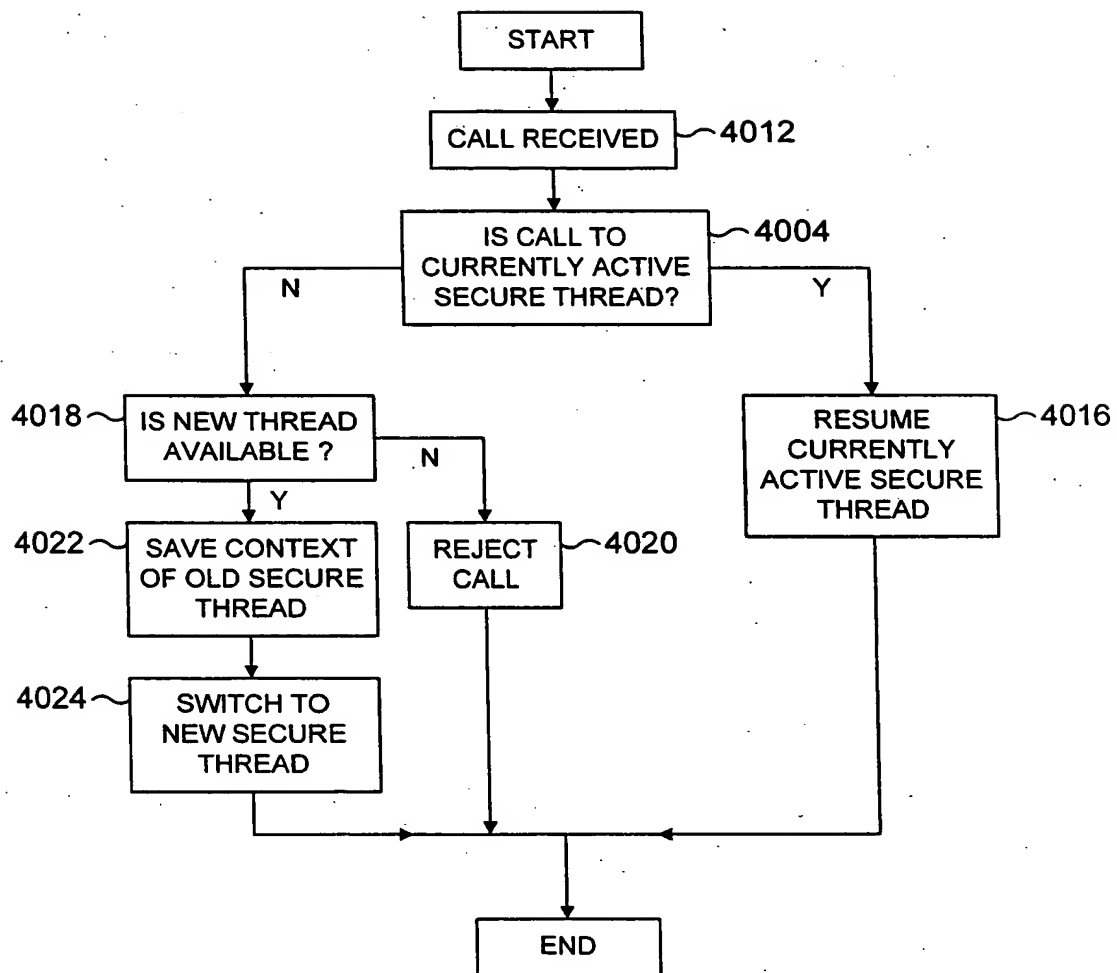 START
CALL RECEIVED
4012
IS CALL TO
CURRENTLY ACTIVE
SECURE THREAD?
4004
N
Y
4018
IS NEW THREAD
AVAILABLE ?
N
Y
RESUME
CURRENTLY
ACTIVE SECURE
THREAD
4016
4022
SAVE CONTEXT
OF OLD SECURE
THREAD
REJECT
CALL
4020
4024
SWITCH TO
NEW SECURE
THREAD
END